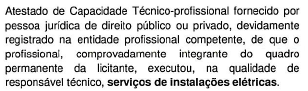 Atestado de Capacidade Técnico-profissional fornecido por
pessoa jurídica de direito público ou privado, devidamente
registrado na entidade profissional competente, de que o
profissional, comprovadamente integrante do quadro
permanente da licitante, executou, na qualidade de
responsável técnico, serviços de instalações elétricas.